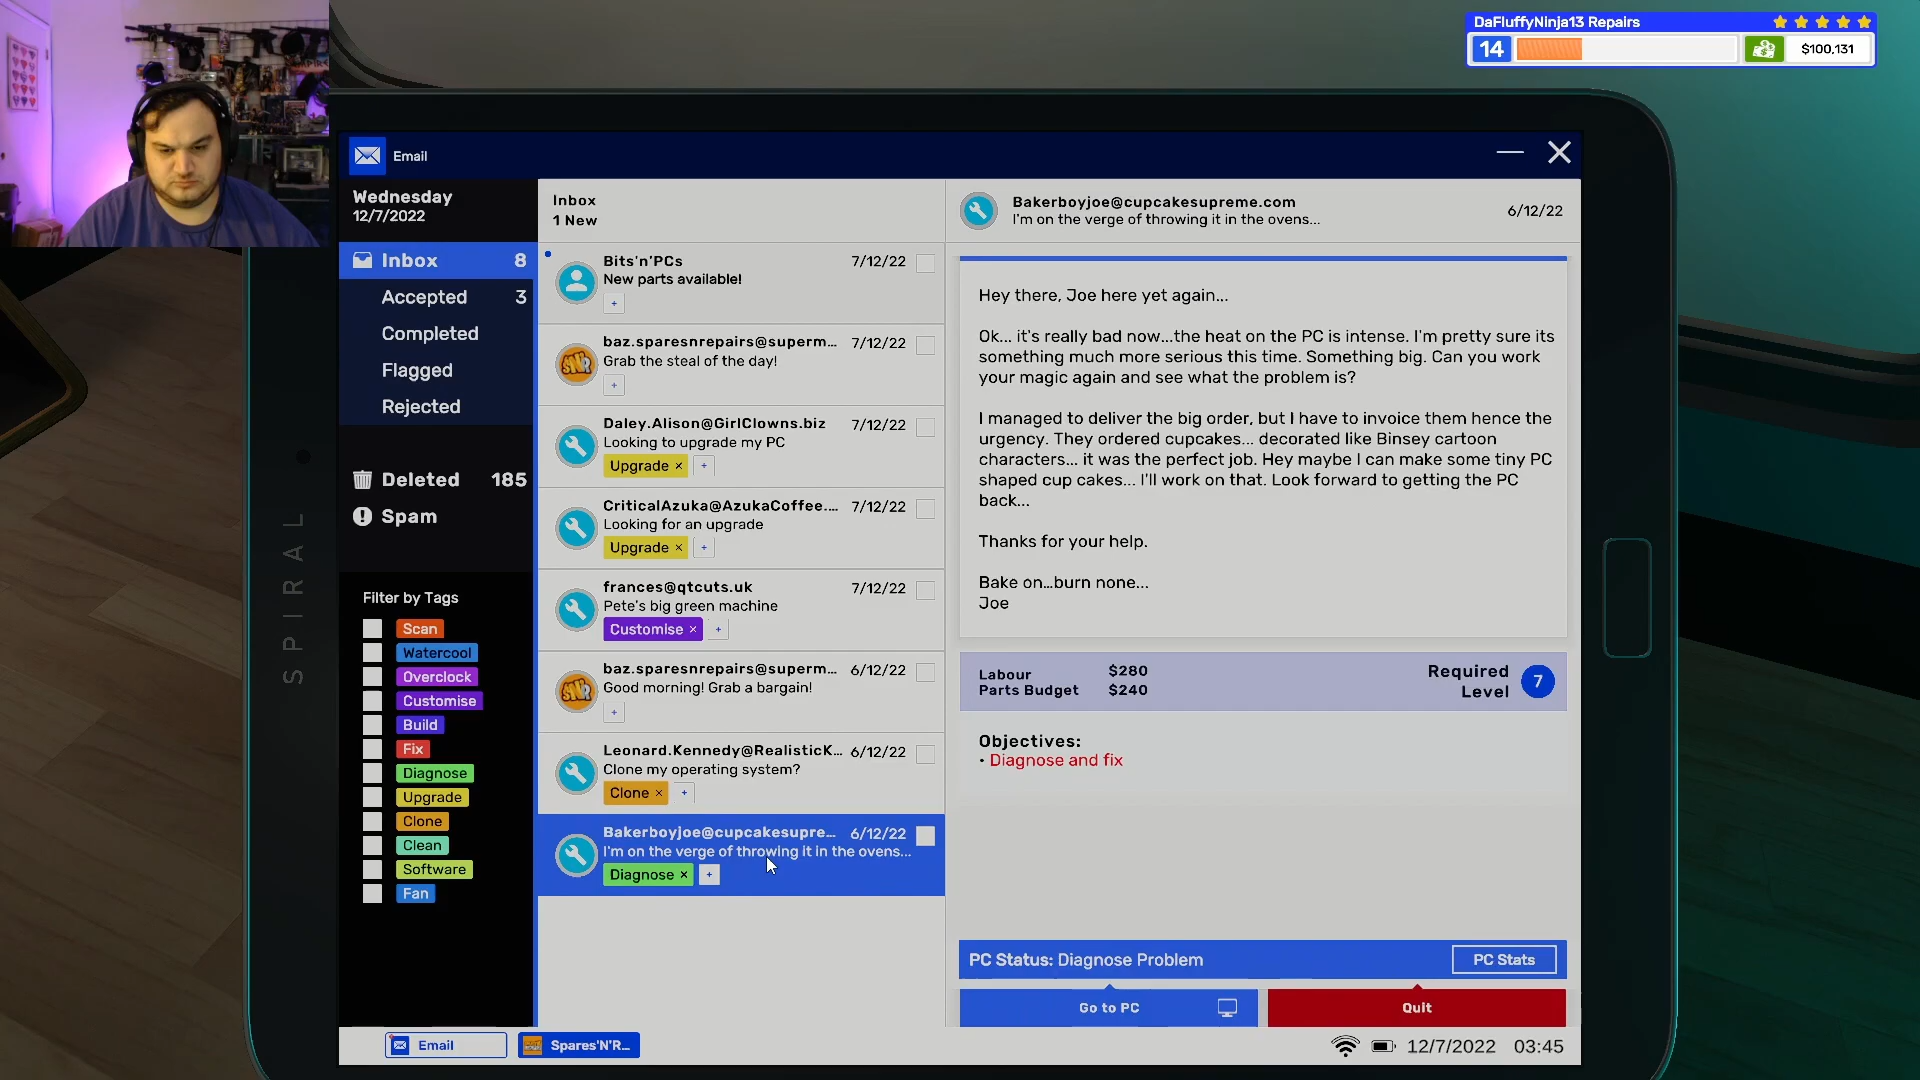 DaFluffyNinja13 Repairs
14
$100,131
Email
Wednesday
12/7/2022
Inbox 8
Accepted 3
Completed
Flagged
Rejected
Deleted 185
Spam
Filter by Tags
Scan
Watercool
Overclock
Customise
Build
Fix
Diagnose
Upgrade
Clone
Clean
Software
Fan
SPIRAL
Inbox
1 New
Bits'n'PCs 7/12/22
New parts available!
+
baz.sparesnrepairs@superm... 7/12/22
Grab the steal of the day!
+
SNR
Daley.Alison@GirlClowns.biz 7/12/22
Looking to upgrade my PC
Upgrade × +
CriticalAzuka@AzukaCoffee.... 7/12/22
Looking for an upgrade
Upgrade × +
frances@qtcuts.uk 7/12/22
Pete's big green machine
Customise × +
baz.sparesnrepairs@superm... 6/12/22
Good morning! Grab a bargain!
+
SNR
Leonard.Kennedy@RealisticK... 6/12/22
Clone my operating system?
Clone × +
Bakerboyjoe@cupcakesupre... 6/12/22
I'm on the verge of throwing it in the ovens...
Diagnose × +
Bakerboyjoe@cupcakesupreme.com
I'm on the verge of throwing it in the ovens...
6/12/22
Hey there, Joe here yet again...
Ok... it's really bad now...the heat on the PC is intense. I'm pretty sure its
something much more serious this time. Something big. Can you work
your magic again and see what the problem is?
I managed to deliver the big order, but I have to invoice them hence the
urgency. They ordered cupcakes... decorated like Binsey cartoon
characters... it was the perfect job. Hey maybe I can make some tiny PC
shaped cup cakes... I'll work on that. Look forward to getting the PC
back...
Thanks for your help.
Bake on...burn none...
Joe
Labour $280
Parts Budget $240
Required
Level
7
Objectives:
• Diagnose and fix
PC Status: Diagnose Problem
PC Stats
Go to PC
Quit
Email
Spares'N'R...
12/7/2022 03:45